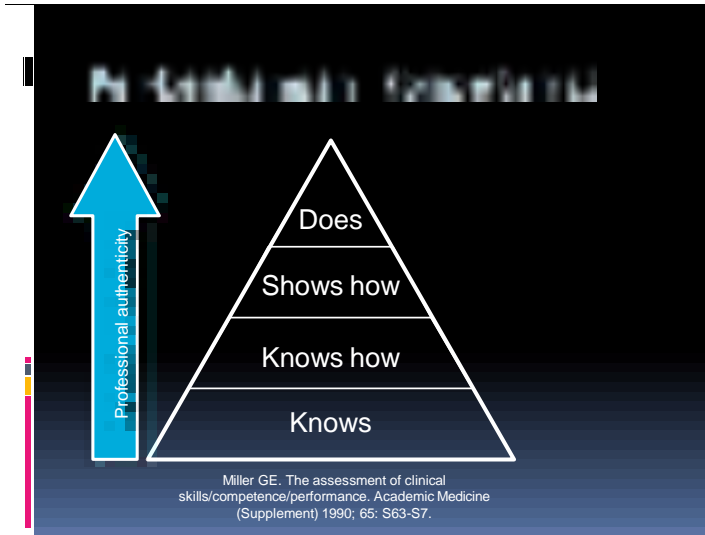 Does
Shows how
Knows how
Knows
Professional authenticity
Miller GE. The assessment of clinical
skills/competence/performance. Academic Medicine
(Supplement) 1990; 65: S63-S7.